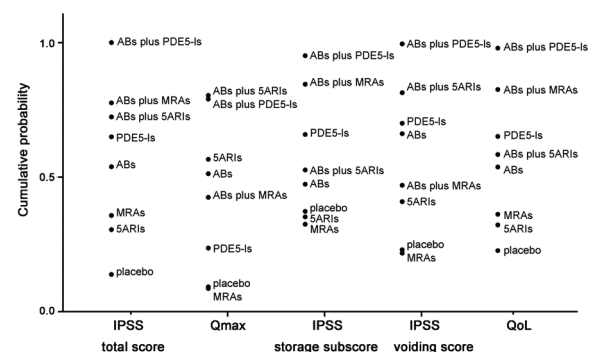 Cumulative probability
1.0
0.5
0.0
ABs plus PDE5-Is
ABs plus MRAs
ABs plus 5ARIs
PDE5-Is
ABs
MRAs
5ARIs
placebo
ABs plus 5ARIs
ABs plus PDE5-Is
5ARIs
ABs
ABs plus MRAs
PDE5-Is
placebo
MRAs
ABs plus PDE5-Is
ABs plus MRAs
PDE5-Is
ABs plus 5ARIs
ABs
placebo
5ARIs
MRAs
ABs plus PDE5-Is
ABs plus 5ARIs
PDE5-Is
ABs
ABs plus MRAs
5ARIs
placebo
MRAs
ABs plus PDE5-Is
ABs plus MRAs
PDE5-Is
ABs plus 5ARIs
ABs
MRAs
5ARIs
placebo
IPSS
total score
Qmax
IPSS
storage subscore
IPSS
voiding score
QoL